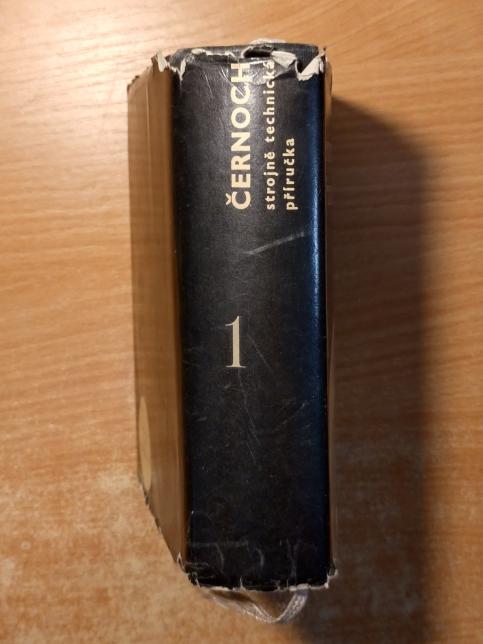 ČERNOCH
strojně technická
příručka
1